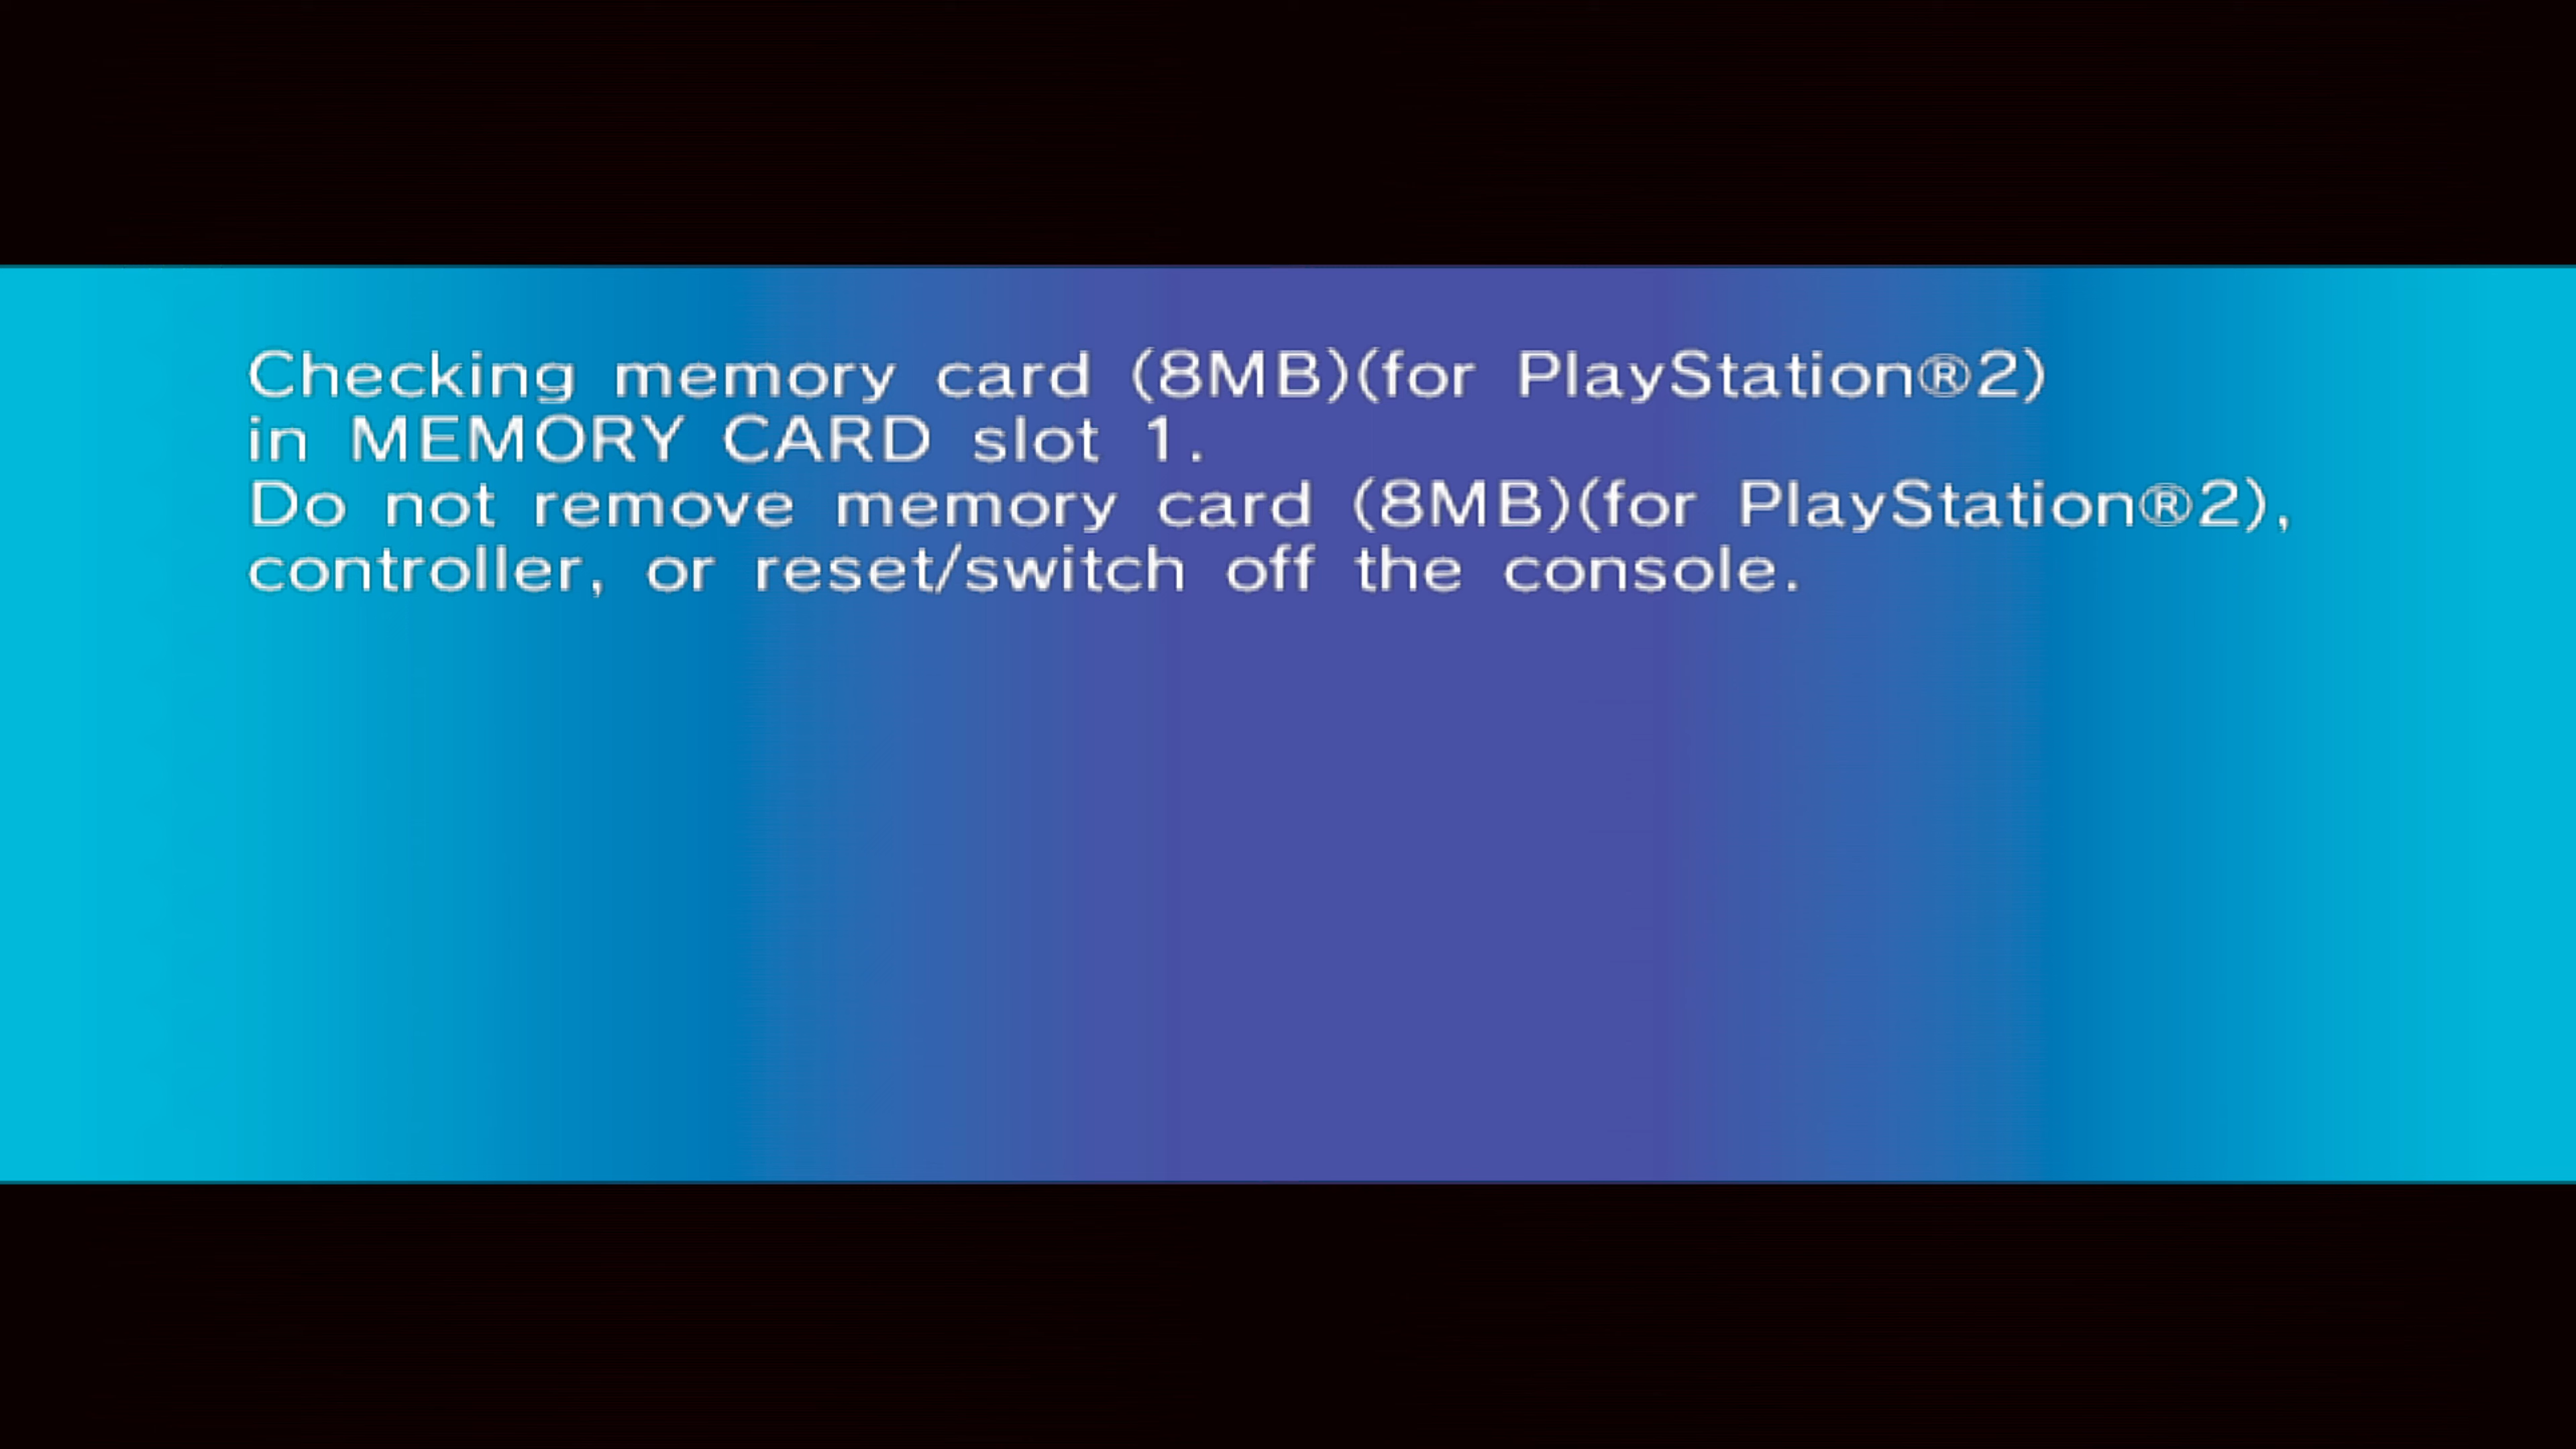 Checking memory card (8MB)(for PlayStation®2)
in MEMORY CARD slot 1.
Do not remove memory card (8MB)(for PlayStation®2),
controller, or reset/switch off the console.